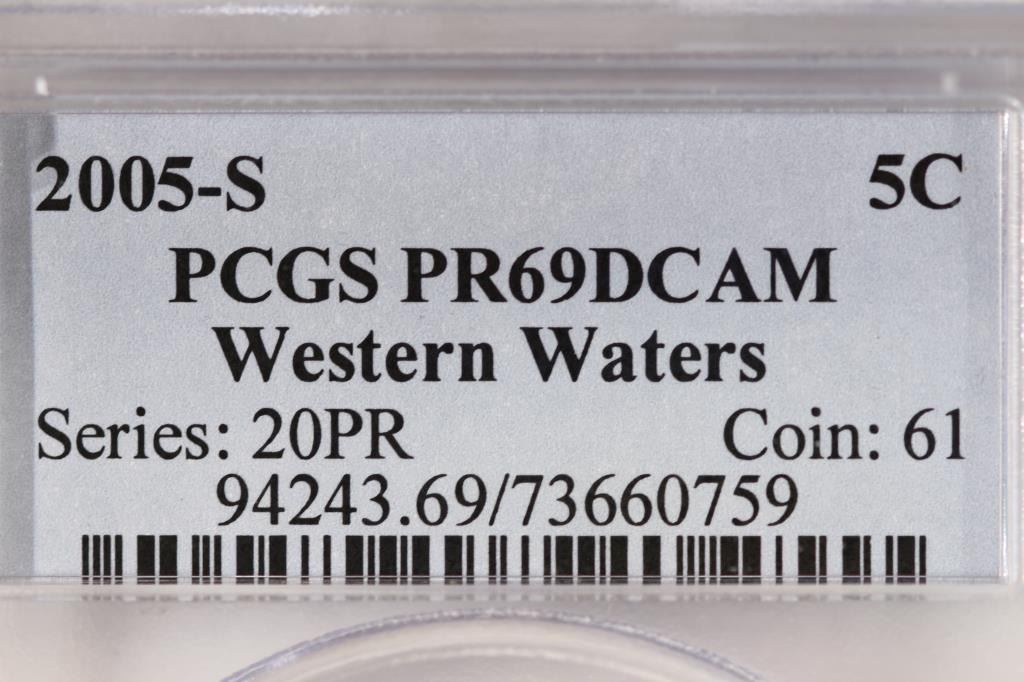 2005-S 5C
PCGS PR69DCAM
Western Waters
Series: 20PR Coin: 61
94243.69/73660759